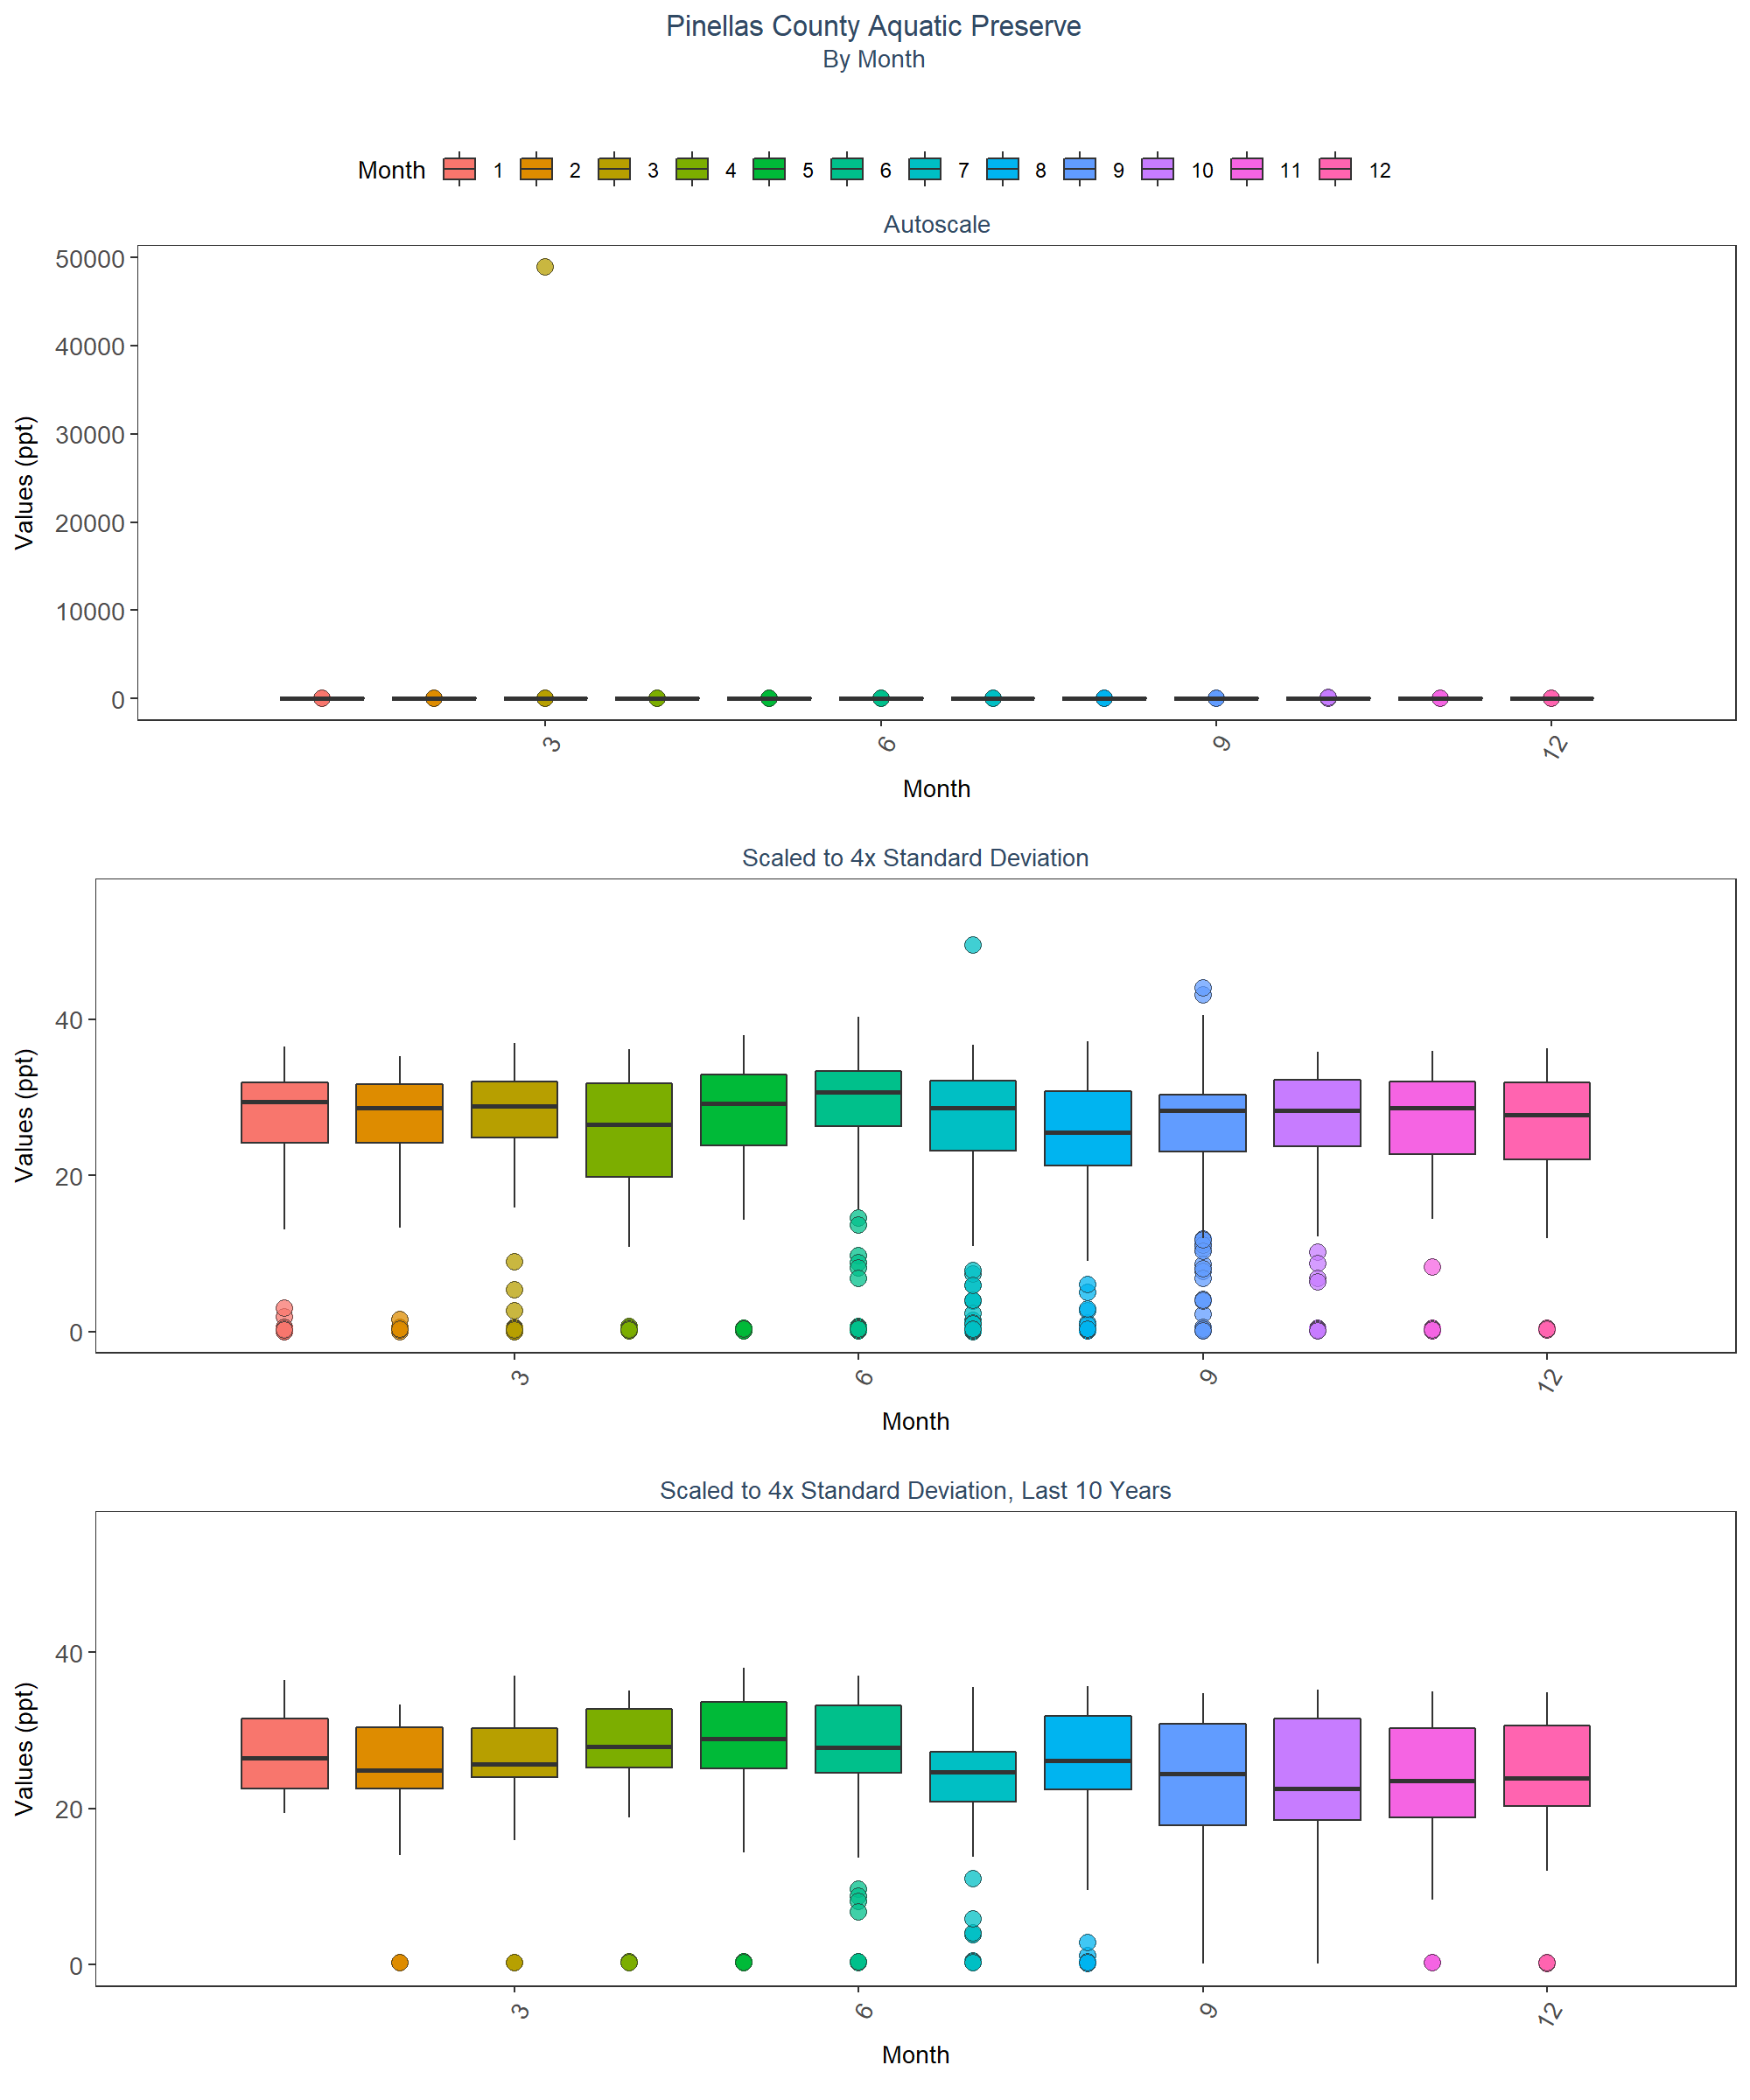 Pinellas County Aquatic Preserve
By Month
Month 1 2 3 4 5 6 7 8 9 10 11 12
Autoscale
Values (ppt)
50000
40000
30000
20000
10000
0
3 6 9 12
Month
Scaled to 4x Standard Deviation
Values (ppt)
40
20
0
3 6 9 12
Month
Scaled to 4x Standard Deviation, Last 10 Years
Values (ppt)
40
20
0
3 6 9 12
Month